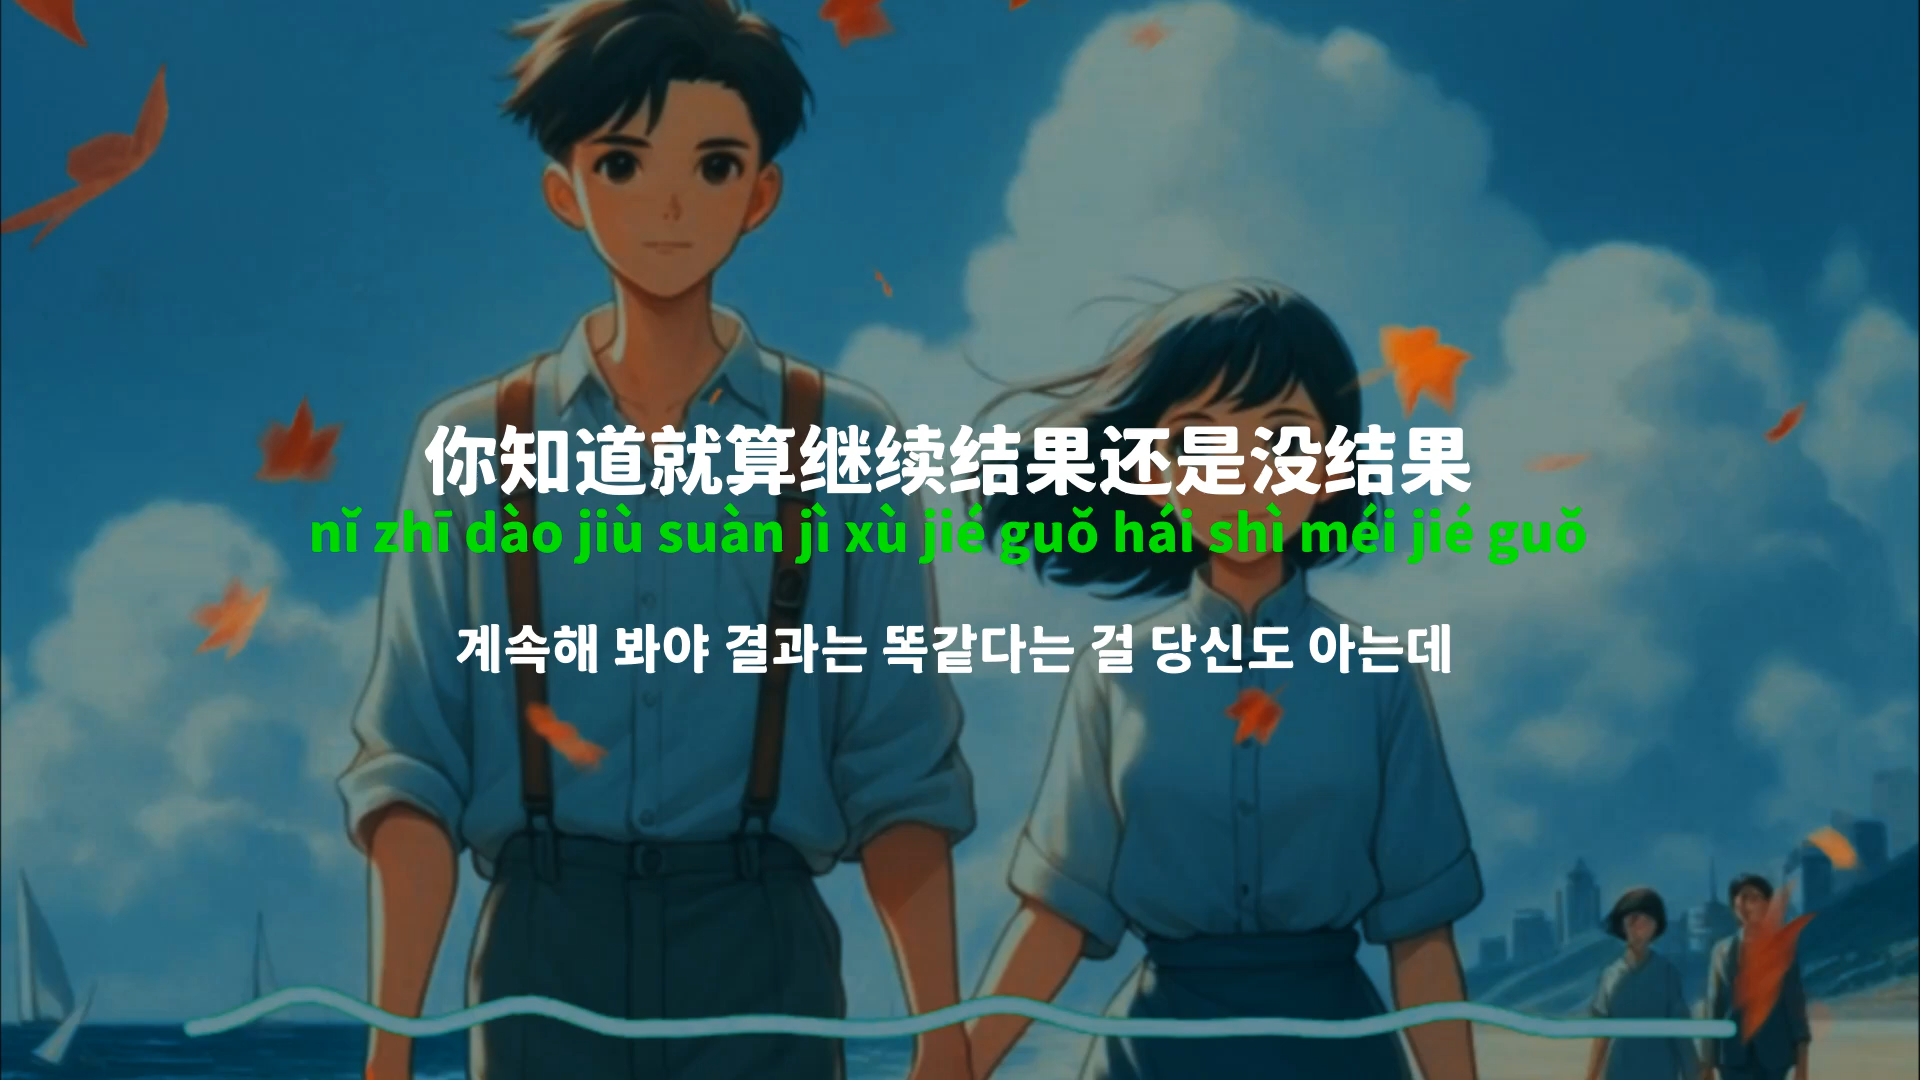 你知道就算继续结果还是没结果
nǐ zhī dào jiù suàn jì xù jié guǒ hái shì méi jié guǒ
계속해 봐야 결과는 똑같다는 걸 당신도 아는데